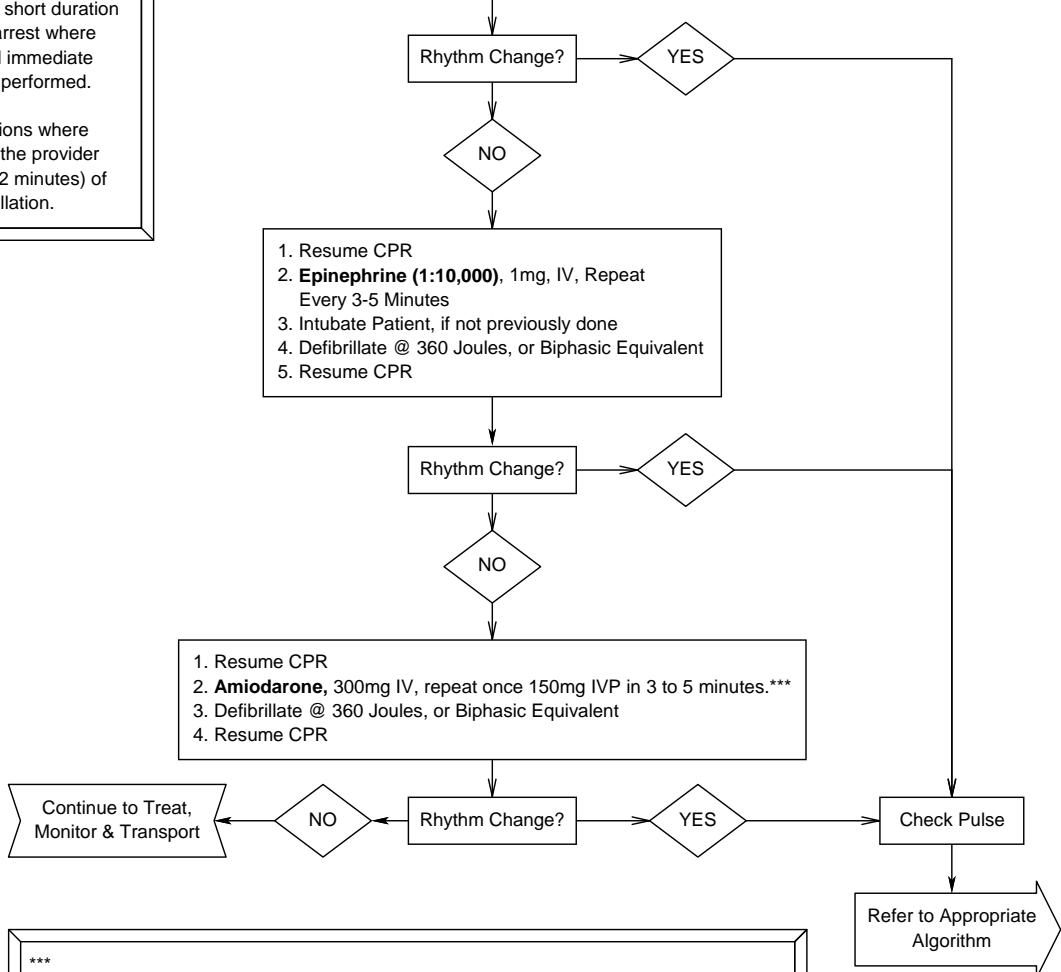 short duration
arrest where
immediate
performed.
ions where
the provider
2 minutes) of
llation.
Rhythm Change?
YES
NO
1. Resume CPR
2. Epinephrine (1:10,000), 1mg, IV, Repeat
Every 3-5 Minutes
3. Intubate Patient, if not previously done
4. Defibrillate @ 360 Joules, or Biphasic Equivalent
5. Resume CPR
Rhythm Change?
YES
NO
1. Resume CPR
2. Amiodarone, 300mg IV, repeat once 150mg IVP in 3 to 5 minutes.***
3. Defibrillate @ 360 Joules, or Biphasic Equivalent
4. Resume CPR
Continue to Treat,
Monitor & Transport
NO
Rhythm Change?
YES
Check Pulse
Refer to Appropriate
Algorithm
***